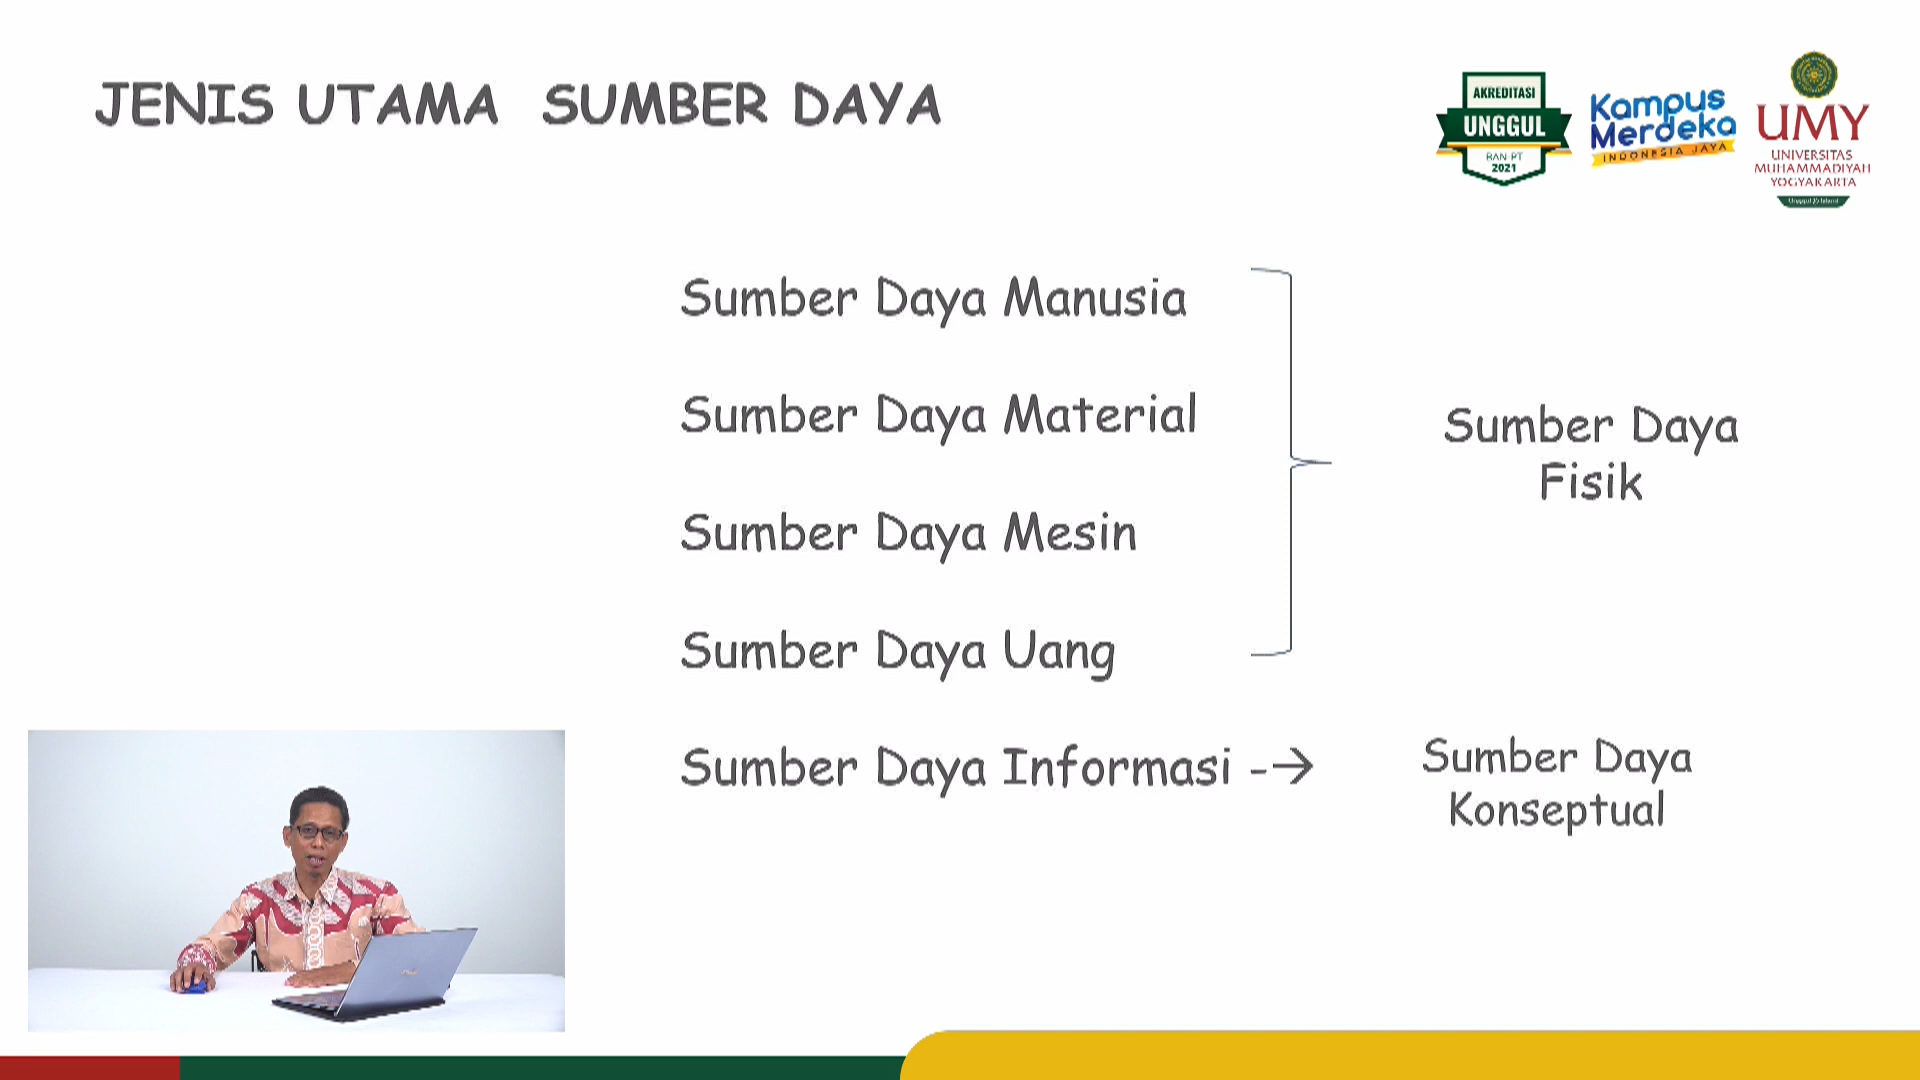 JENIS UTAMA SUMBER DAYA
AKREDITASI
UNGGUL
BAN-PT
2021
Kampus
Merdeka
INDONESIA JAYA
UMY
UNIVERSITAS
MUHAMMADIYAH
YOGYAKARTA
Unggul & Islami
Sumber Daya Manusia
Sumber Daya Material
Sumber Daya Mesin
Sumber Daya Uang
Sumber Daya Informasi -→
Sumber Daya
Fisik
Sumber Daya
Konseptual